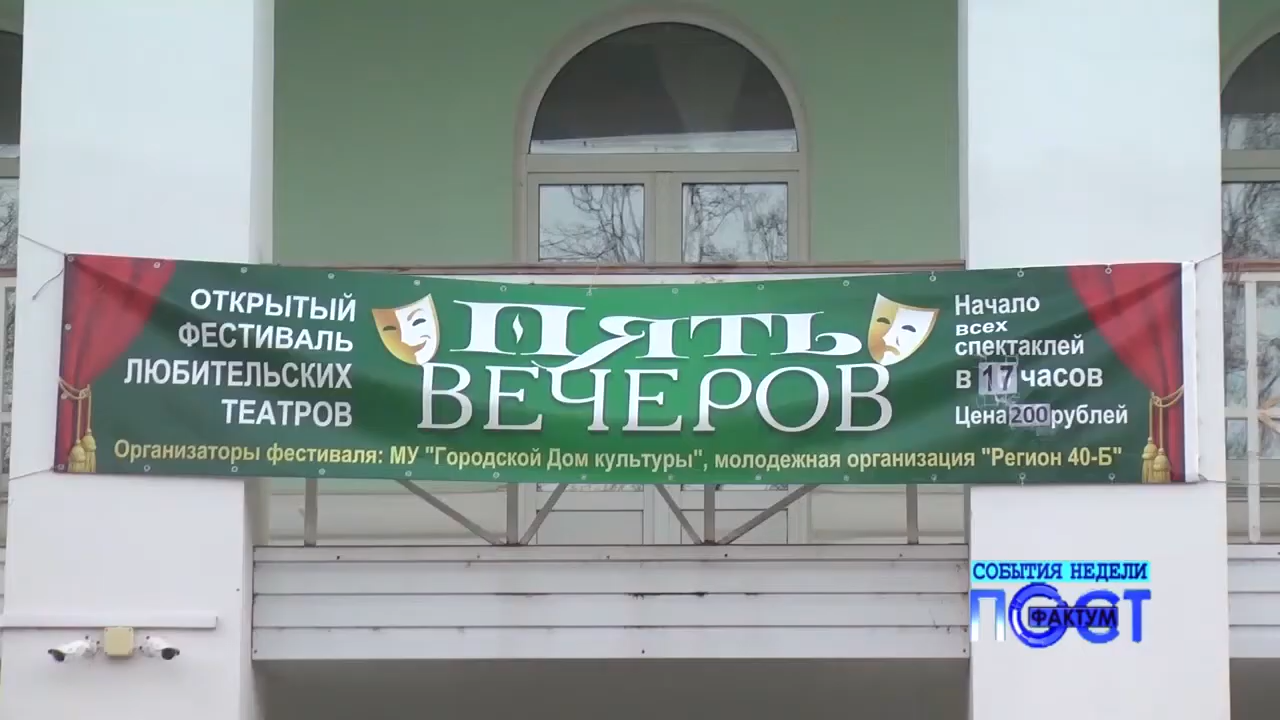 ОТКРЫТЫЙ
ФЕСТИВАЛЬ
ЛЮБИТЕЛЬСКИХ
ТЕАТРОВ
ПЯТЬ
ВЕЧЕРОВ
Начало
всех
спектаклей
в 17 часов
Цена 200 рублей
Организаторы фестиваля: МУ "Городской Дом культуры", молодежная организация "Регион 40-Б"
СОБЫТИЯ НЕДЕЛИ
ПОСТ
ФАКТУМ